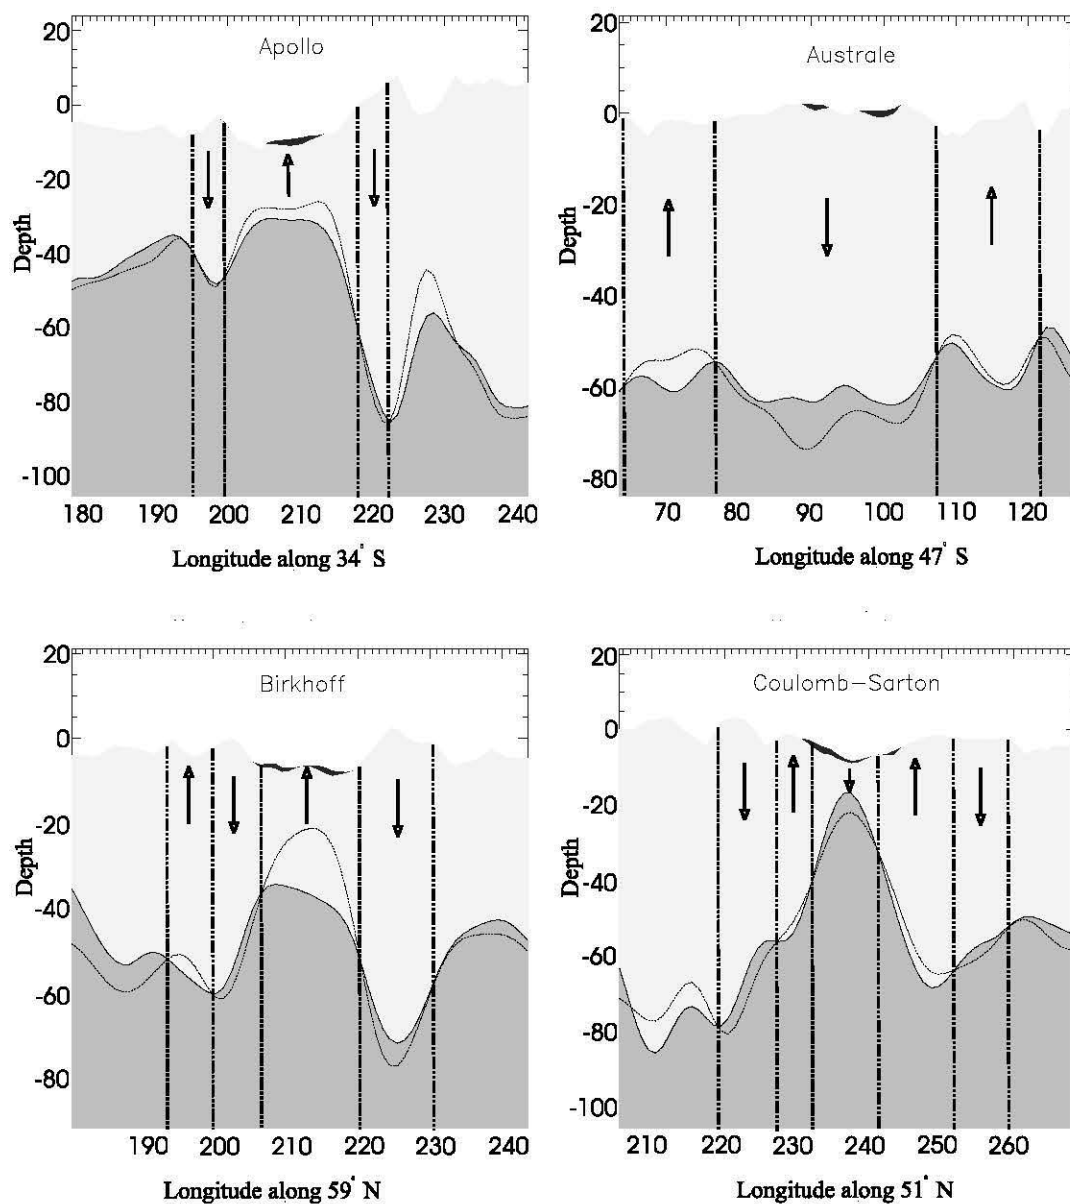 Apollo
20
0
-20
-40
-60
-80
-100
Depth
180 190 200 210 220 230 240
Longitude along 34° S
Australe
20
0
-20
-40
-60
-80
Depth
70 80 90 100 110 120
Longitude along 47° S
Birkhoff
20
0
-20
-40
-60
-80
Depth
190 200 210 220 230 240
Longitude along 59° N
Coulomb-Sarton
20
0
-20
-40
-60
-80
-100
Depth
210 220 230 240 250 260
Longitude along 51° N